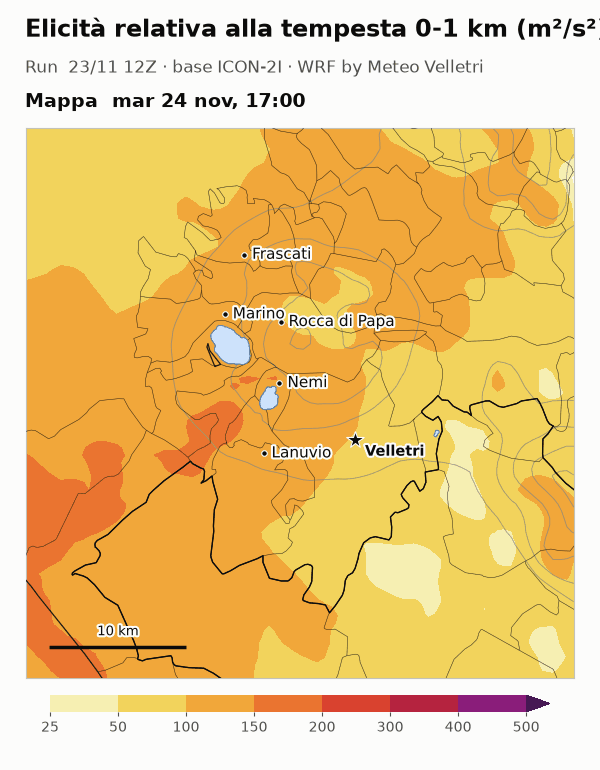 Elicità relativa alla tempesta 0-1 km (m²/s²)
Run 23/11 12Z · base ICON-2I · WRF by Meteo Velletri
Mappa mar 24 nov, 17:00
Frascati
Marino
Rocca di Papa
Nemi
Lanuvio
Velletri
10 km
25 50 100 150 200 300 400 500